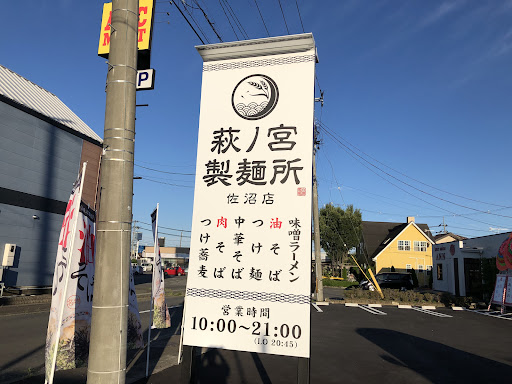 萩ノ宮
製麺所
佐沼店
味噌ラーメン
油そば
つけ麺
中華そば
肉そば
つけ蕎麦
営業時間
10:00〜21:00
(LO 20:45)
P